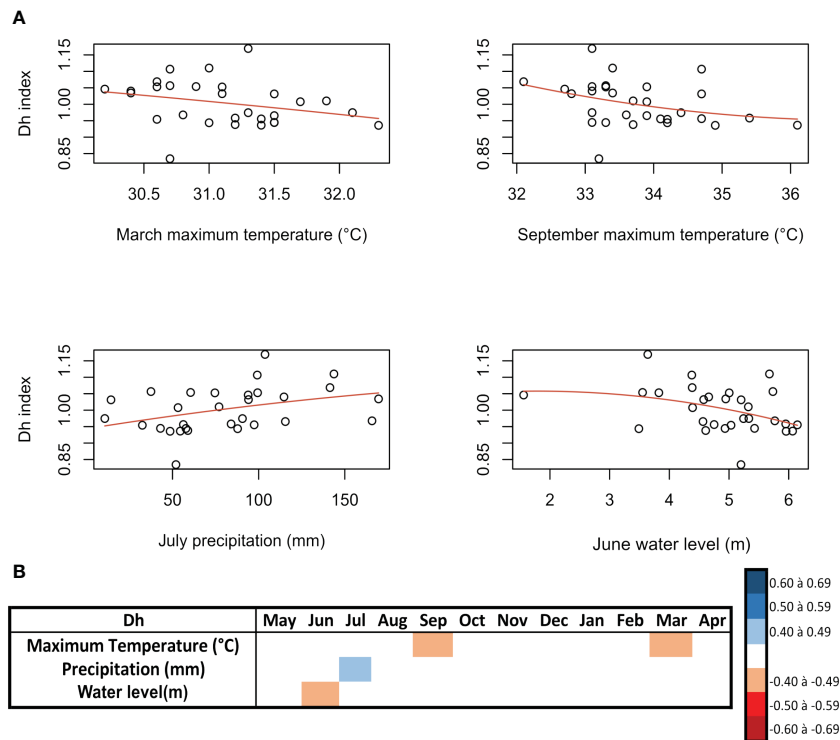 A
Dh index
1.15
1.00
0.85
30.5 31.0 31.5 32.0
March maximum temperature (°C)
1.15
1.00
0.85
32 33 34 35 36
September maximum temperature (°C)
Dh index
1.15
1.00
0.85
50 100 150
July precipitation (mm)
1.15
1.00
0.85
2 3 4 5 6
June water level (m)
B
Dh May Jun Jul Aug Sep Oct Nov Dec Jan Feb Mar Apr
Maximum Temperature (°C)
Precipitation (mm)
Water level(m)
0.60 à 0.69
0.50 à 0.59
0.40 à 0.49
-0.40 à -0.49
-0.50 à -0.59
-0.60 à -0.69